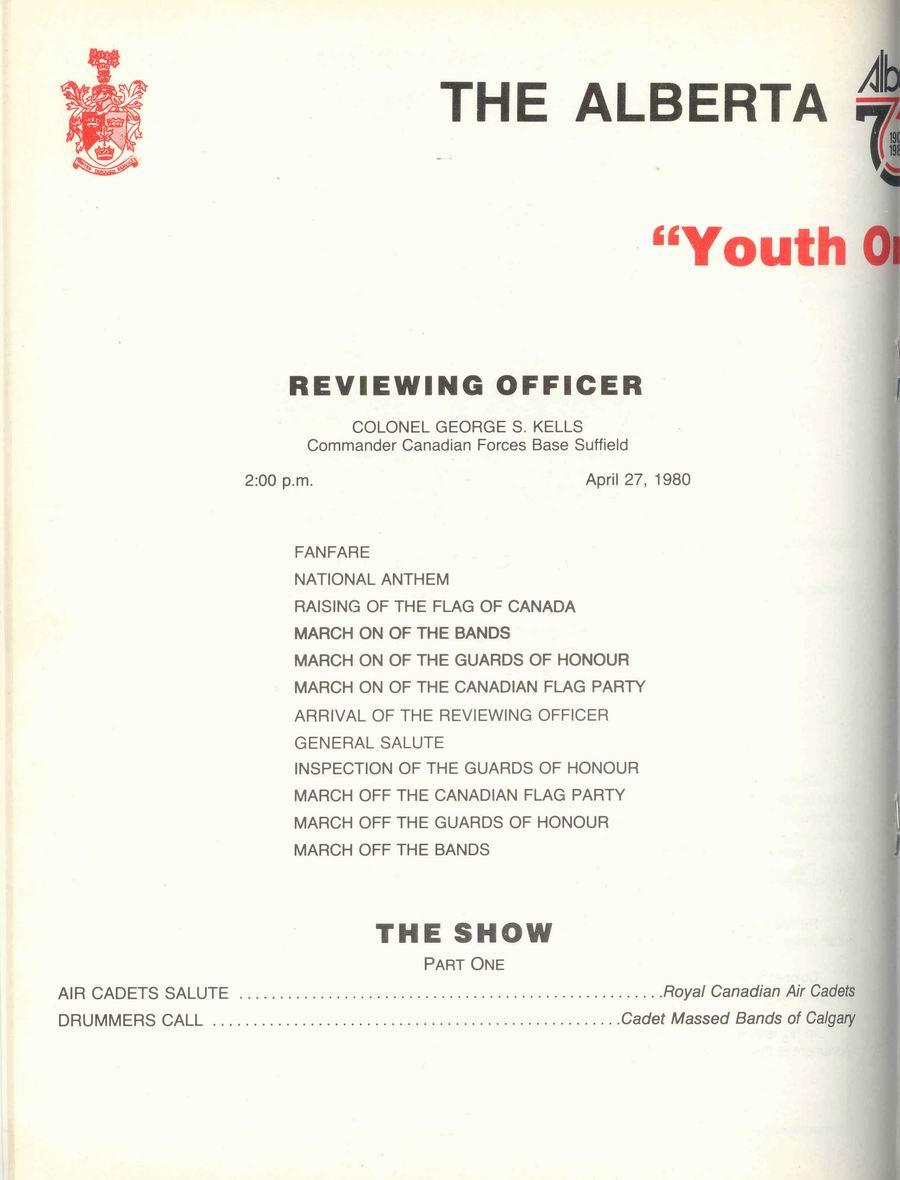 THE ALBERTA
“Youth
REVIEWING OFFICER
COLONEL GEORGE S. KELLS
Commander Canadian Forces Base Suffield
2:00 p.m. April 27, 1980
FANFARE
NATIONAL ANTHEM
RAISING OF THE FLAG OF CANADA
MARCH ON OF THE BANDS
MARCH ON OF THE GUARDS OF HONOUR
MARCH ON OF THE CANADIAN FLAG PARTY
ARRIVAL OF THE REVIEWING OFFICER
GENERAL SALUTE
INSPECTION OF THE GUARDS OF HONOUR
MARCH OFF THE CANADIAN FLAG PARTY
MARCH OFF THE GUARDS OF HONOUR
MARCH OFF THE BANDS
THE SHOW
PART ONE
AIR CADETS SALUTE ..................................................... Royal Canadian Air Cadets
DRUMMERS CALL ................................................... Cadet Massed Bands of Calgary